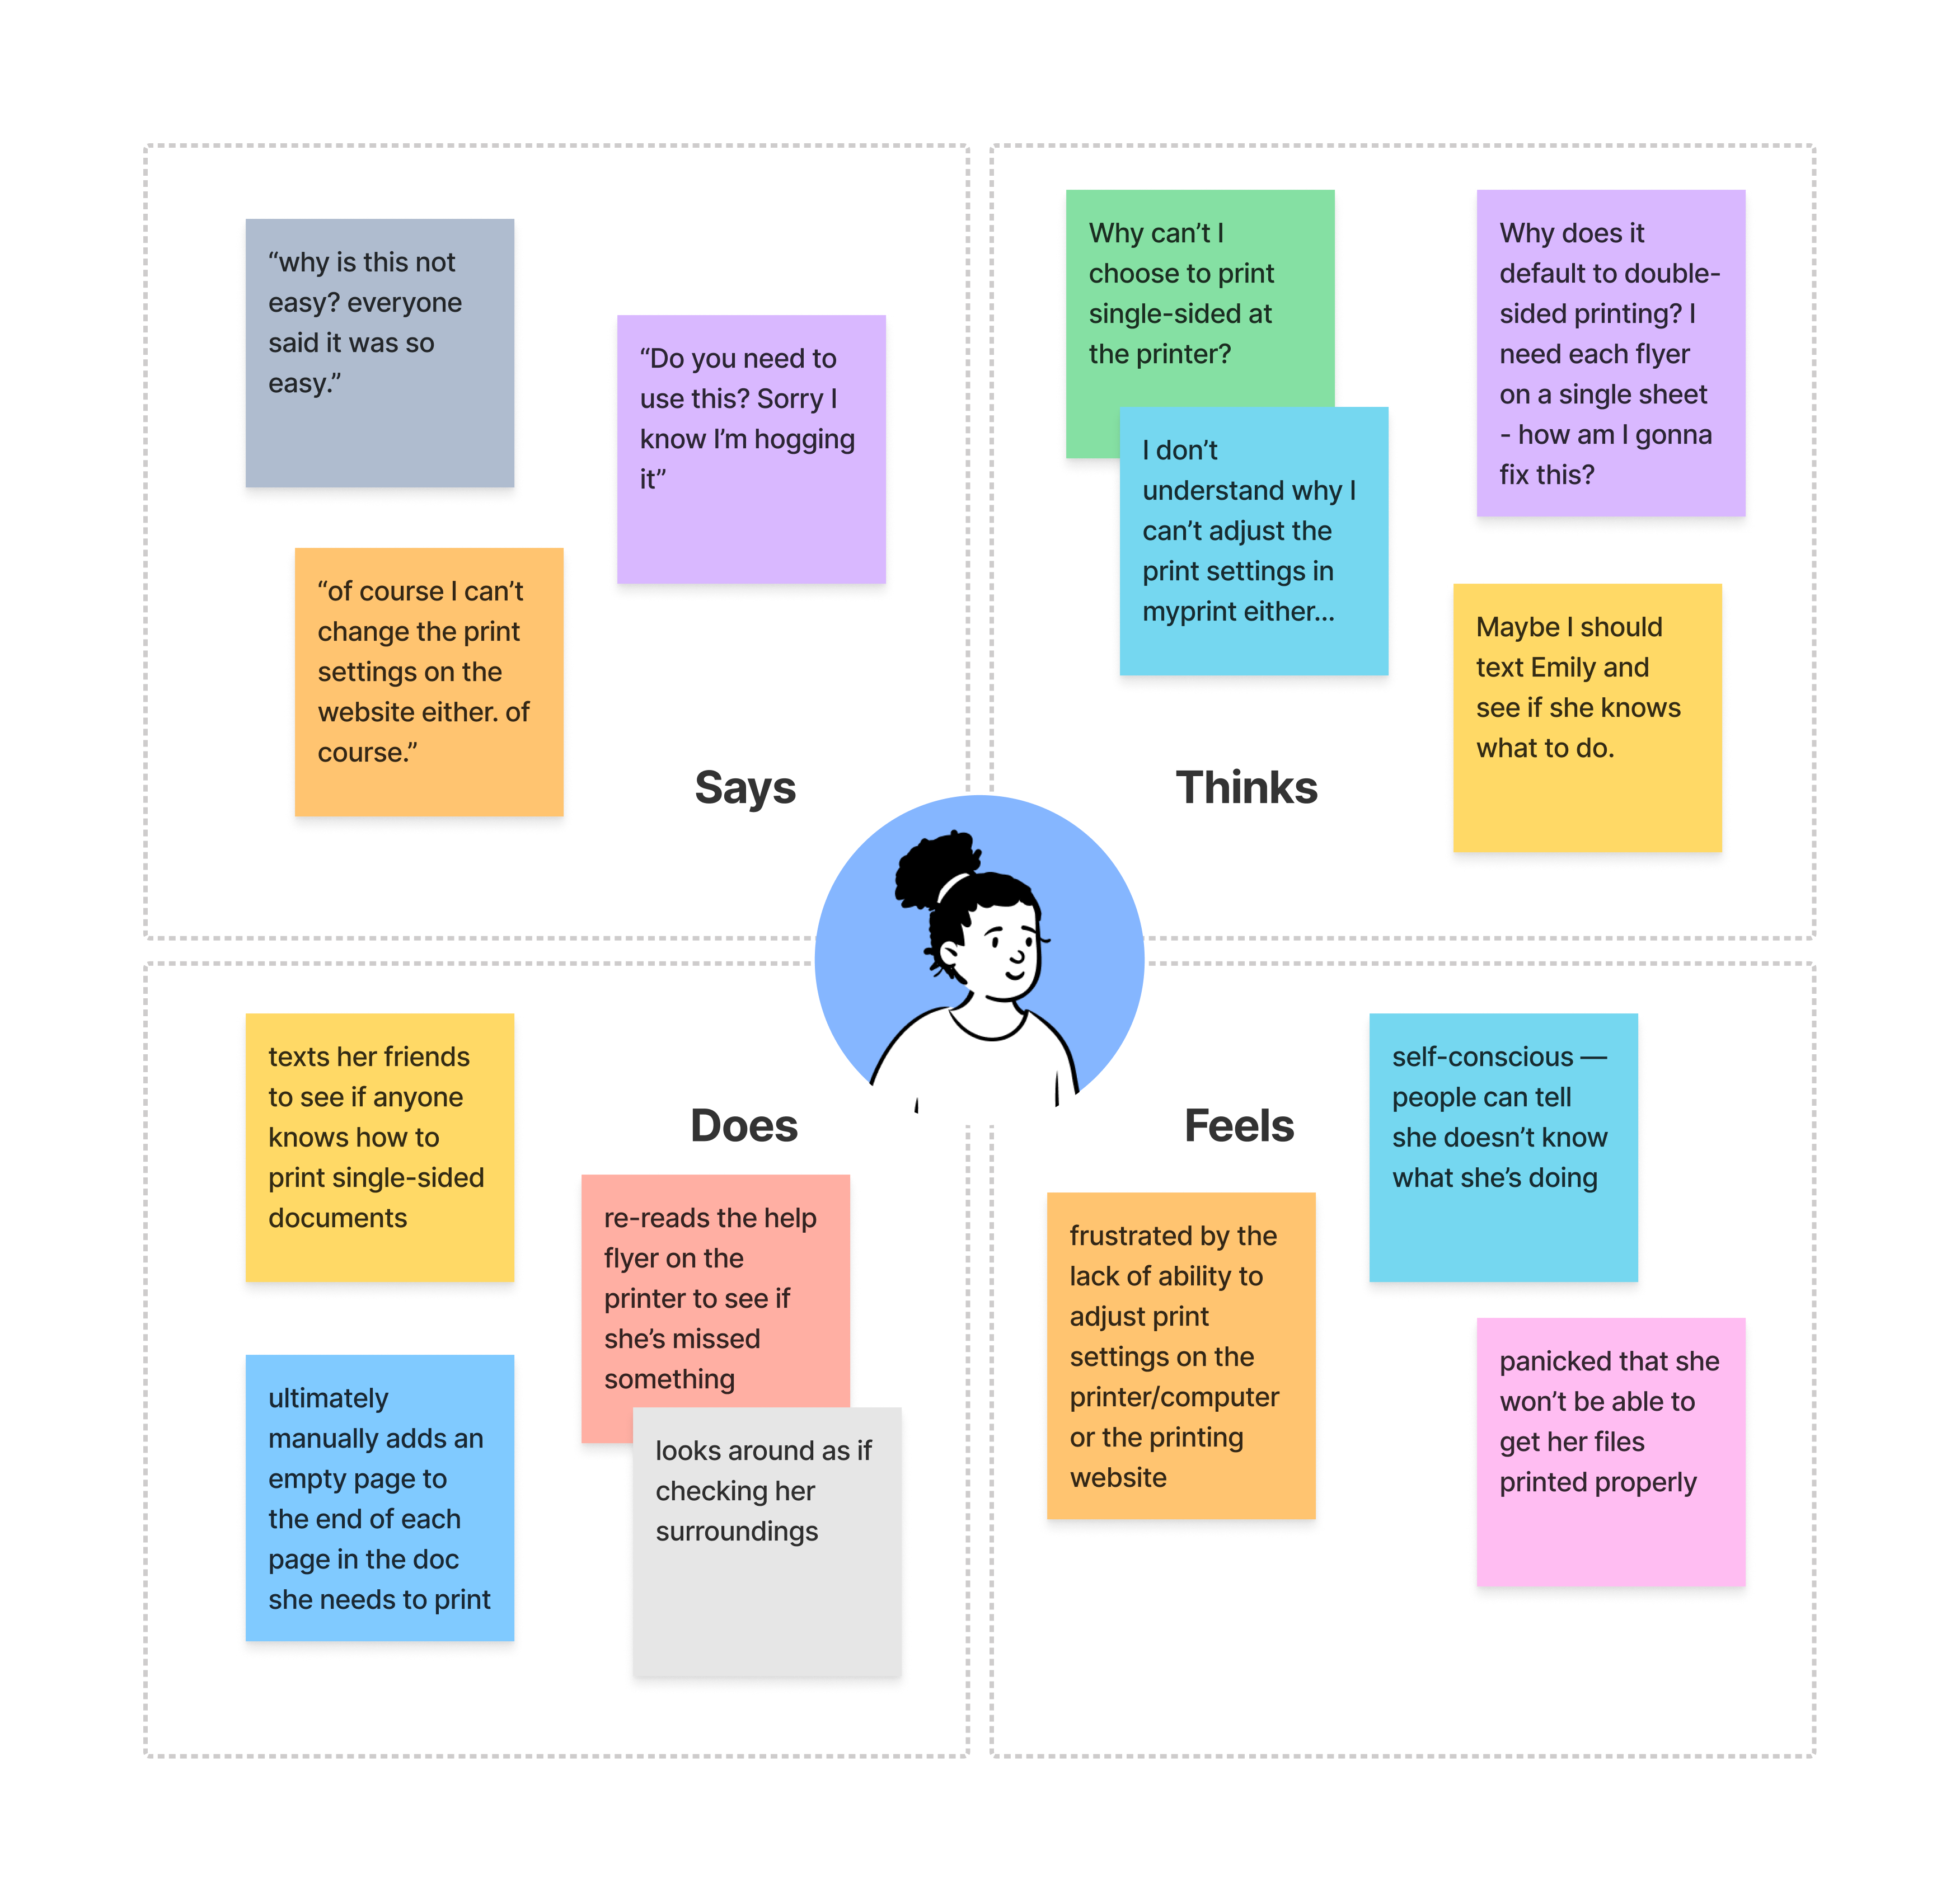 “why is this not
easy? everyone
said it was so
easy.”
“Do you need to
use this? Sorry I
know I’m hogging
it”
“of course I can’t
change the print
settings on the
website either. of
course.”
Says
Why can’t I
choose to print
single-sided at
the printer?
Why does it
default to double-
sided printing? I
need each flyer
on a single sheet
- how am I gonna
fix this?
I don’t
understand why I
can’t adjust the
print settings in
myprint either...
Maybe I should
text Emily and
see if she knows
what to do.
Thinks
texts her friends
to see if anyone
knows how to
print single-sided
documents
Does
re-reads the help
flyer on the
printer to see if
she’s missed
something
ultimately
manually adds an
empty page to
the end of each
page in the doc
she needs to print
looks around as if
checking her
surroundings
Feels
self-conscious —
people can tell
she doesn’t know
what she’s doing
frustrated by the
lack of ability to
adjust print
settings on the
printer/computer
or the printing
website
panicked that she
won’t be able to
get her files
printed properly